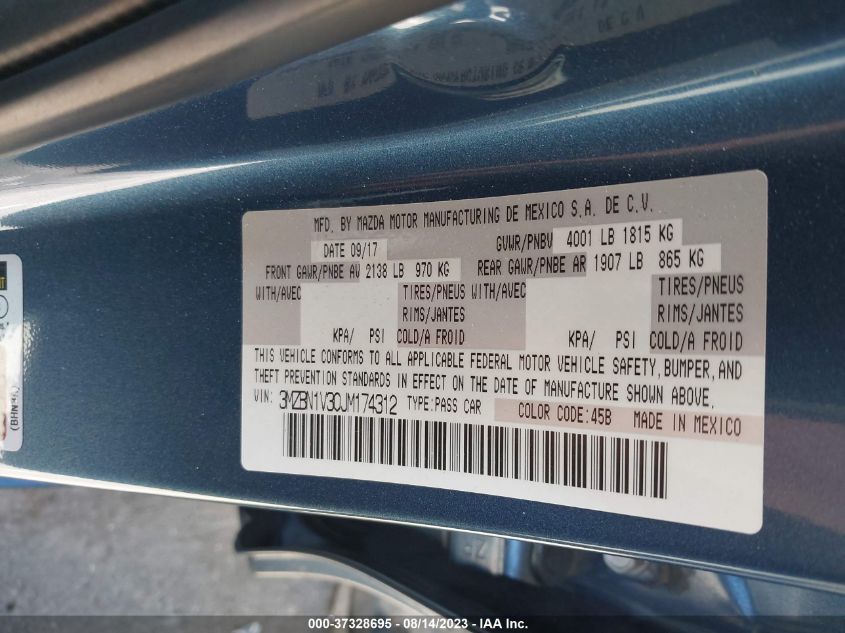 MFD. BY MAZDA MOTOR MANUFACTURING DE MEXICO S.A. DE C.V.
DATE 09/17 GVWR/PNBV 4001 LB 1815 KG
FRONT GAWR/PNBE AV 2138 LB 970 KG REAR GAWR/PNBE AR 1907 LB 865 KG
WITH/AVEC TIRES/PNEUS WITH/AVEC TIRES/PNEUS
RIMS/JANTES RIMS/JANTES
KPA/ PSI COLD/A FROID KPA/ PSI COLD/A FROID
THIS VEHICLE CONFORMS TO ALL APPLICABLE FEDERAL MOTOR VEHICLE SAFETY, BUMPER, AND
THEFT PREVENTION STANDARDS IN EFFECT ON THE DATE OF MANUFACTURE SHOWN ABOVE.
VIN: 3MZBN1V30JM174312 TYPE:PASS CAR COLOR CODE:45B MADE IN MEXICO
000-37328695 - 08/14/2023 - IAA Inc.